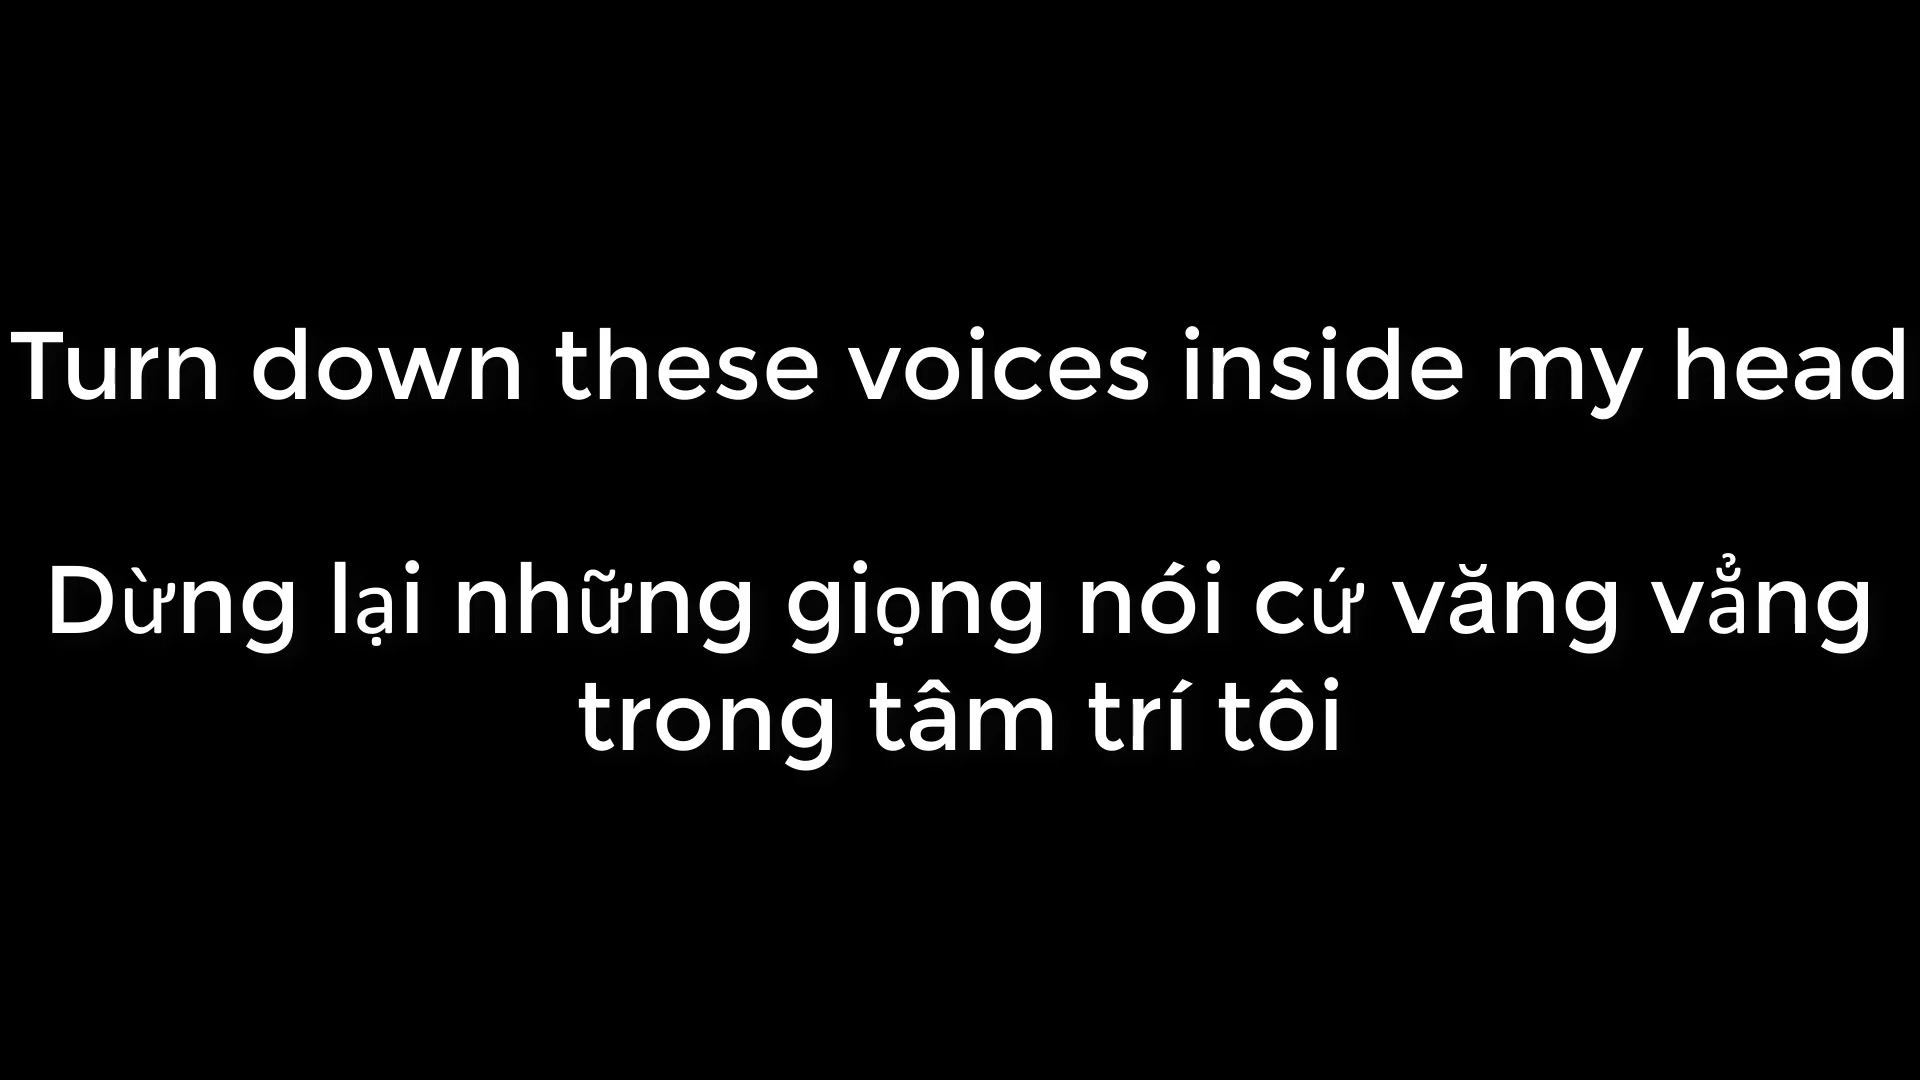 Turn down these voices inside my head
Dừng lại những giọng nói cứ văng vẳng
trong tâm trí tôi